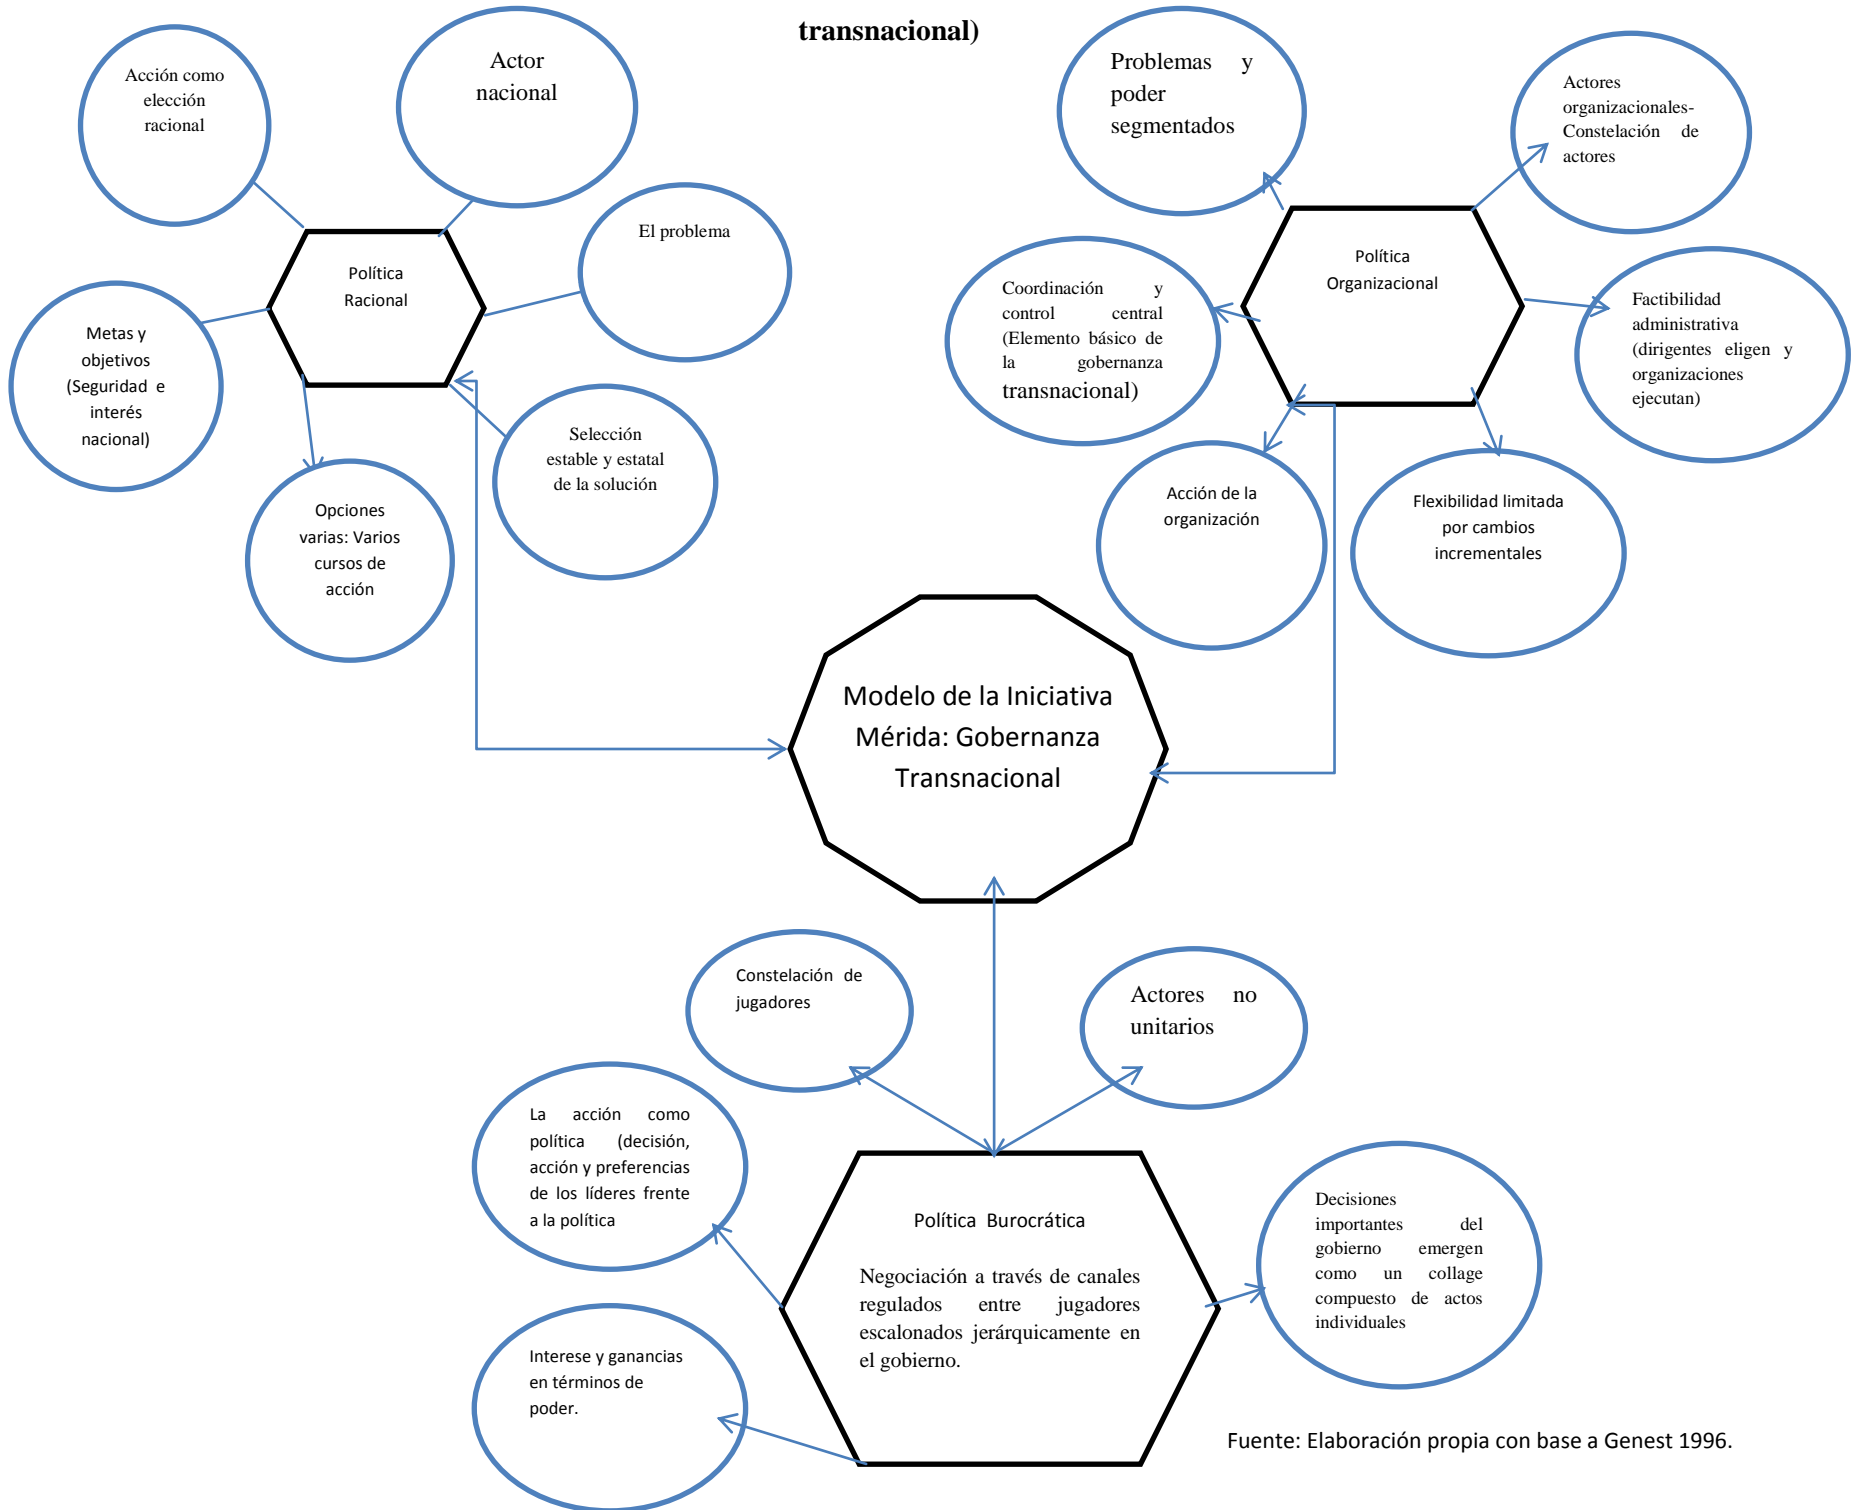 transnacional)
Acción como
elección
racional
Actor
nacional
El problema
Política
Racional
Metas y
objetivos
(Seguridad e
interés
nacional)
Opciones
varias: Varios
cursos de
acción
Selección
estable y estatal
de la solución
Problemas y
poder
segmentados
Actores
organizacionales-
Constelación de
actores
Política
Organizacional
Coordinación y
control central
(Elemento básico de
la gobernanza
transnacional)
Factibilidad
administrativa
(dirigentes eligen y
organizaciones
ejecutan)
Acción de la
organización
Flexibilidad limitada
por cambios
incrementales
Modelo de la Iniciativa
Mérida: Gobernanza
Transnacional
Constelación de
jugadores
Actores no
unitarios
La acción como
política (decisión,
acción y preferencias
de los líderes frente
a la política
Política Burocrática
Negociación a través de canales
regulados entre jugadores
escalonados jerárquicamente en
el gobierno.
Decisiones
importantes del
gobierno emergen
como un collage
compuesto de actos
individuales
Interese y ganancias
en términos de
poder.
Fuente: Elaboración propia con base a Genest 1996.